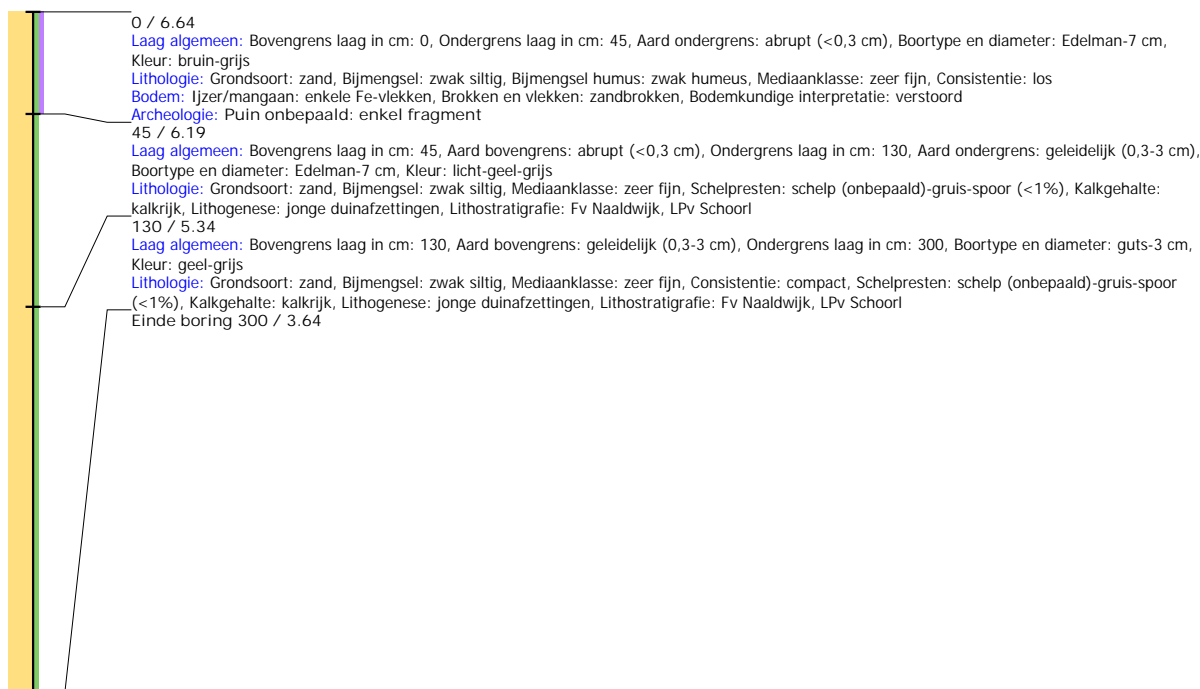 0 / 6.64
Laag algemeen: Bovengrens laag in cm: 0, Ondergrens laag in cm: 45, Aard ondergrens: abrupt (<0,3 cm), Boortype en diameter: Edelman-7 cm,
Kleur: bruin-grijs
Lithologie: Grondsoort: zand, Bijmengsel: zwak siltig, Bijmengsel humus: zwak humeus, Mediaanklasse: zeer fijn, Consistentie: los
Bodem: Ijzer/mangaan: enkele Fe-vlekken, Brokken en vlekken: zandbrokken, Bodemkundige interpretatie: verstoord
Archeologie: Puin onbepaald: enkel fragment
45 / 6.19
Laag algemeen: Bovengrens laag in cm: 45, Aard bovengrens: abrupt (<0,3 cm), Ondergrens laag in cm: 130, Aard ondergrens: geleidelijk (0,3-3 cm),
Boortype en diameter: Edelman-7 cm, Kleur: licht-geel-grijs
Lithologie: Grondsoort: zand, Bijmengsel: zwak siltig, Mediaanklasse: zeer fijn, Schelpresten: schelp (onbepaald)-gruis-spoor (<1%), Kalkgehalte:
kalkrijk, Lithogenese: jonge duinafzettingen, Lithostratigrafie: Fv Naaldwijk, LPv Schoorl
130 / 5.34
Laag algemeen: Bovengrens laag in cm: 130, Aard bovengrens: geleidelijk (0,3-3 cm), Ondergrens laag in cm: 300, Boortype en diameter: guts-3 cm,
Kleur: geel-grijs
Lithologie: Grondsoort: zand, Bijmengsel: zwak siltig, Mediaanklasse: zeer fijn, Consistentie: compact, Schelpresten: schelp (onbepaald)-gruis-spoor
(<1%), Kalkgehalte: kalkrijk, Lithogenese: jonge duinafzettingen, Lithostratigrafie: Fv Naaldwijk, LPv Schoorl
Einde boring 300 / 3.64